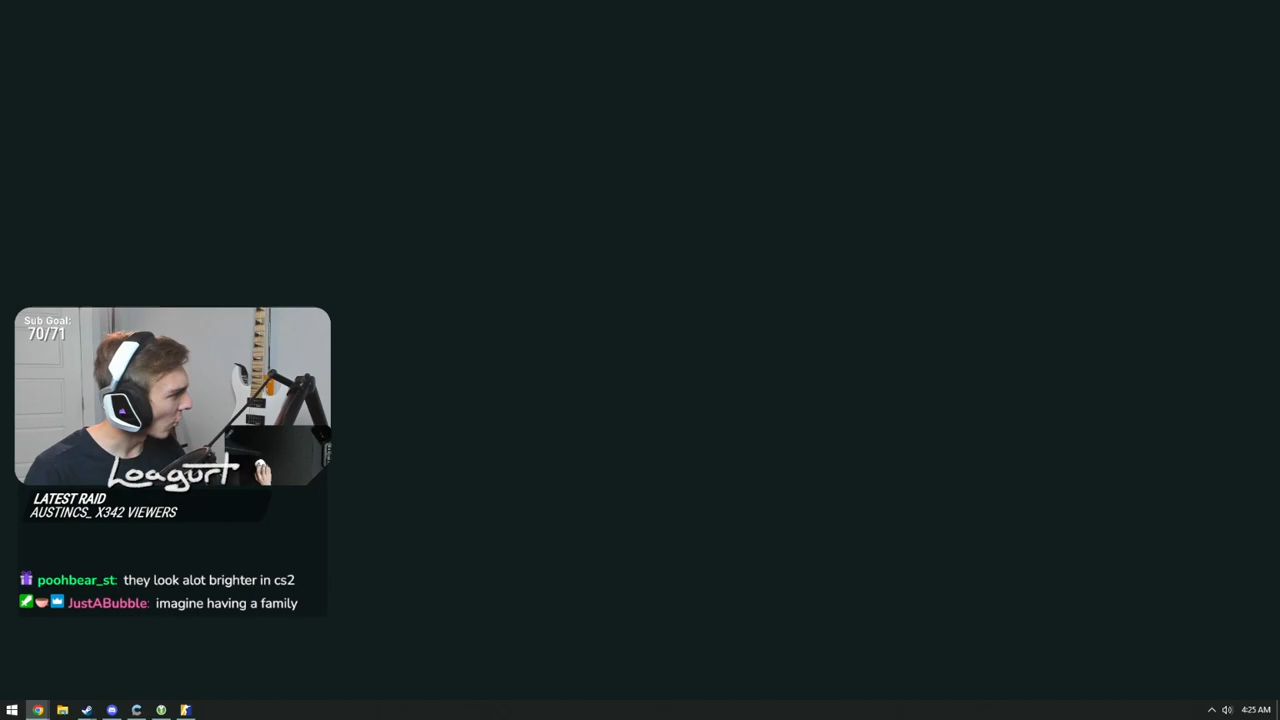 Sub Goal:
70/71
Loagurt
LATEST RAID
AUSTINCS_ X342 VIEWERS
poohbear_st: they look alot brighter in cs2
JustABubble: imagine having a family
4:25 AM